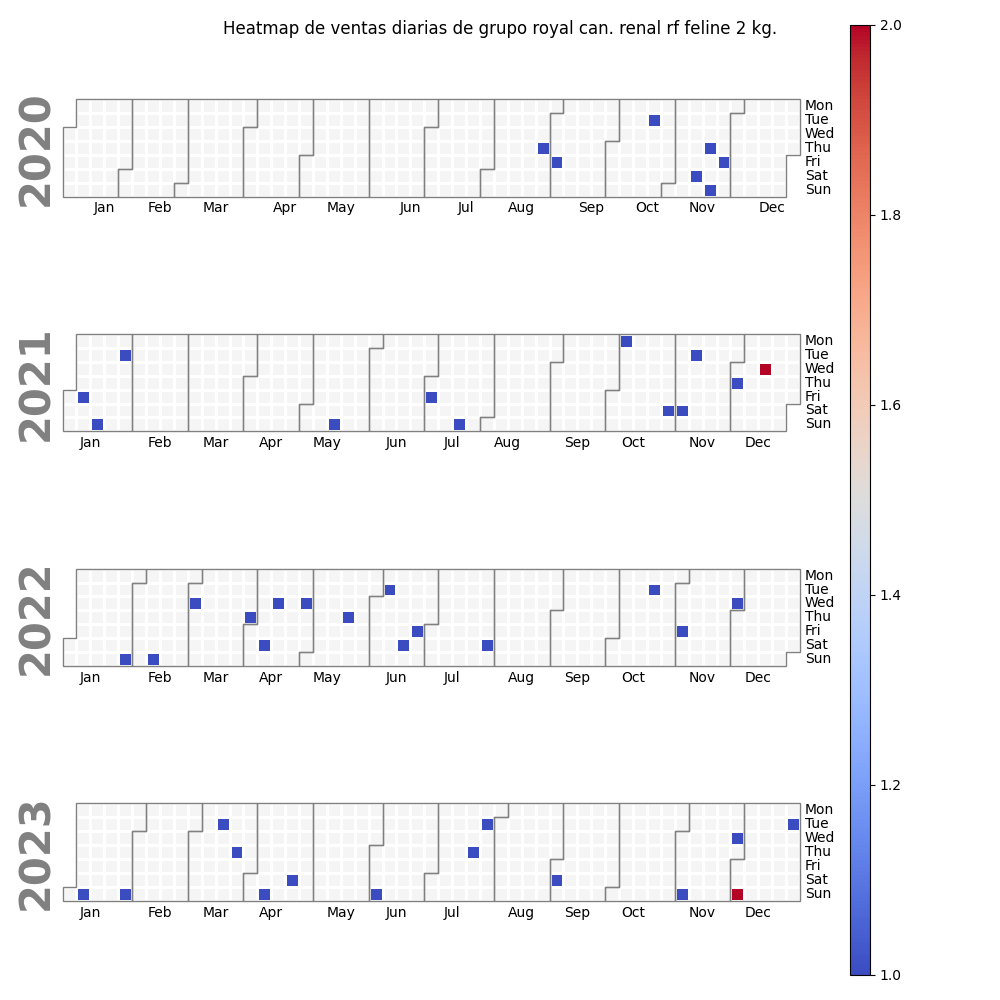 Heatmap de ventas diarias de grupo royal can. renal rf feline 2 kg.
2020
Mon
Tue
Wed
Thu
Fri
Sat
Sun
Jan Feb Mar Apr May Jun Jul Aug Sep Oct Nov Dec
2021
Mon
Tue
Wed
Thu
Fri
Sat
Sun
Jan Feb Mar Apr May Jun Jul Aug Sep Oct Nov Dec
2022
Mon
Tue
Wed
Thu
Fri
Sat
Sun
Jan Feb Mar Apr May Jun Jul Aug Sep Oct Nov Dec
2023
Mon
Tue
Wed
Thu
Fri
Sat
Sun
Jan Feb Mar Apr May Jun Jul Aug Sep Oct Nov Dec
2.0
1.8
1.6
1.4
1.2
1.0